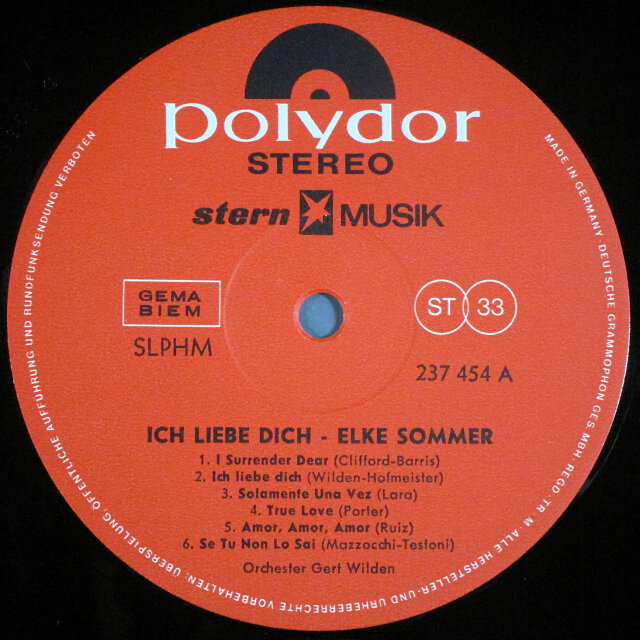 polydor
STEREO
stern MUSIK
GEMA
BIEM
SLPHM
ST 33
237 454 A
ICH LIEBE DICH - ELKE SOMMER
1. I Surrender Dear (Clifford-Barris)
2. Ich liebe dich (Wilden-Hofmeister)
3. Solamente Una Vez (Lara)
4. True Love (Porter)
5. Amor, Amor, Amor (Ruiz)
6. Se Tu Non Lo Sai (Mazzocchi-Testoni)
Orchester Gert Wilden
MADE IN GERMANY. DEUTSCHE GRAMMOPHON GES. MBH. REGD. TR. M. ALLE HERSTELLER- UND URHEBERRECHTE VORBEHALTEN. ÜBERSPIELUNG, ÖFFENTLICHE AUFFÜHRUNG UND RUNDFUNKSENDUNG VERBOTEN